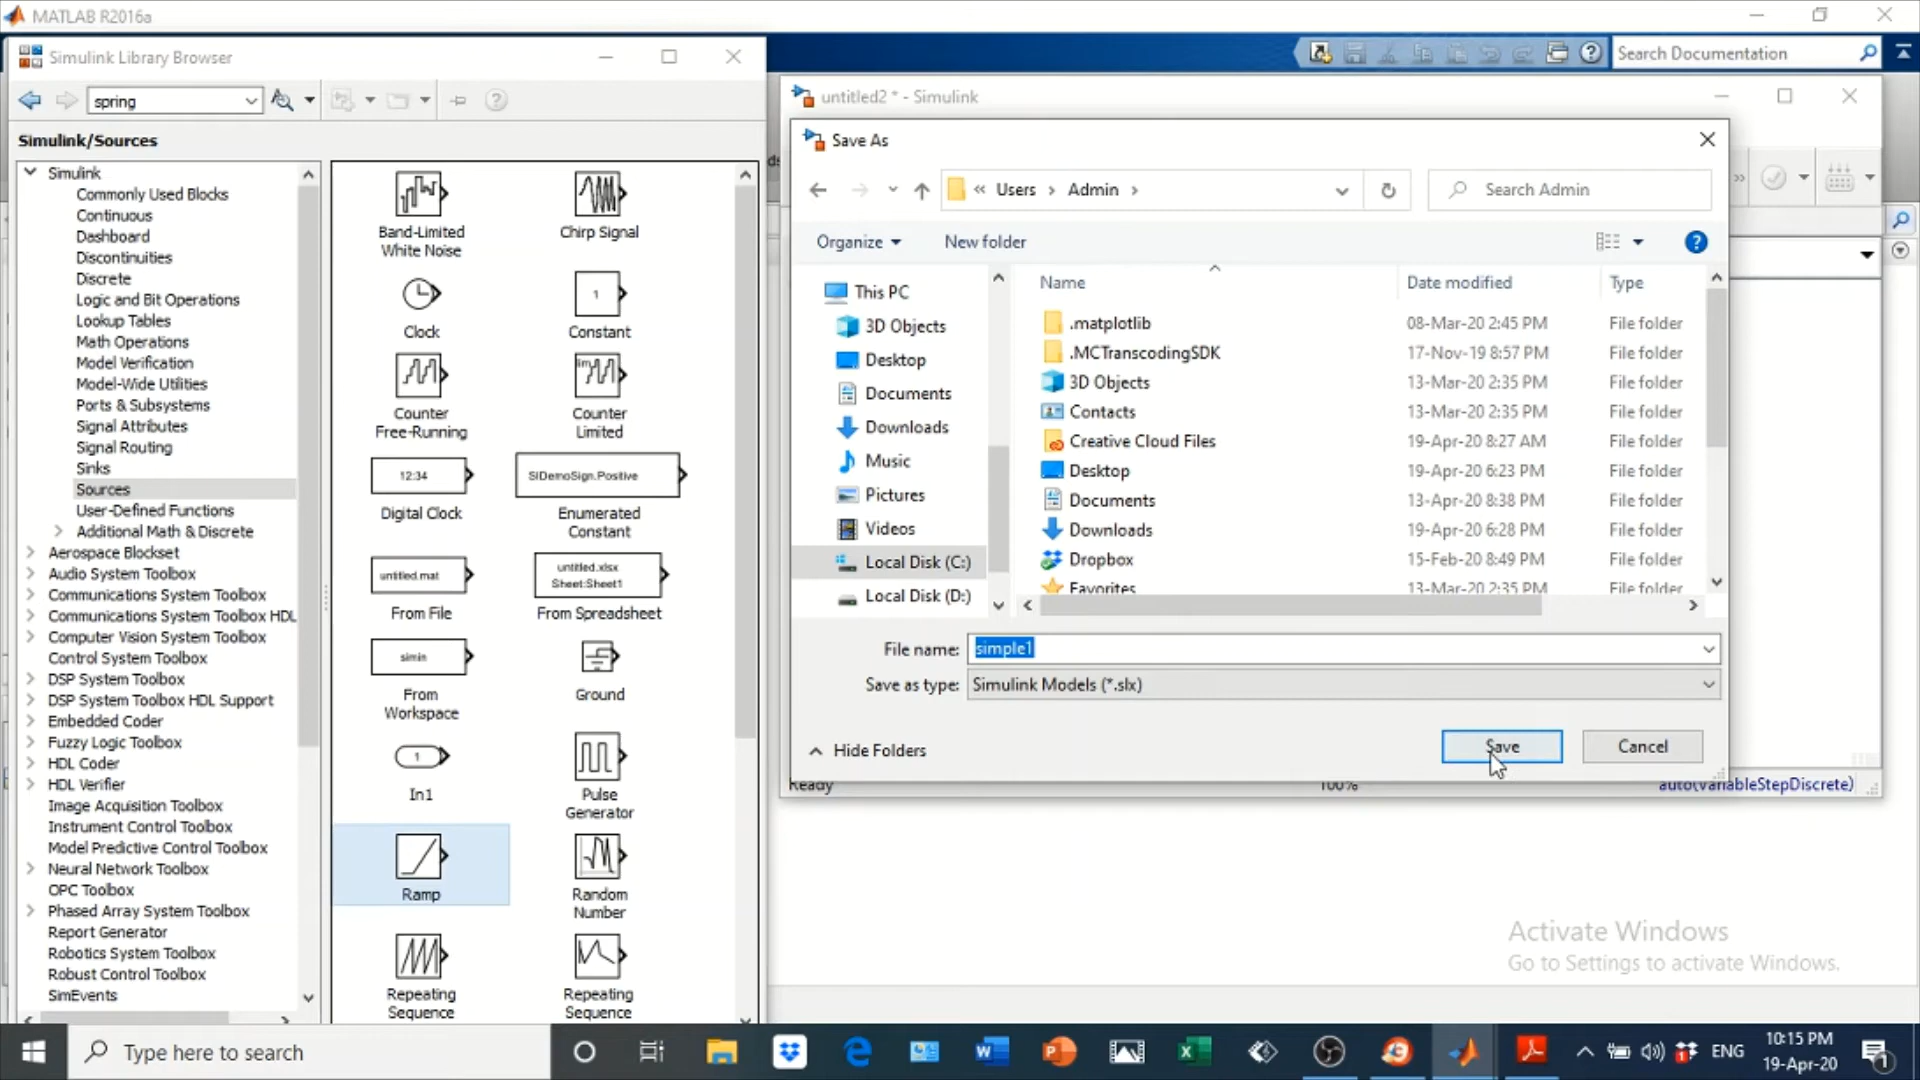 MATLAB R2016a
Simulink Library Browser
spring
Simulink/Sources
Simulink
Commonly Used Blocks
Continuous
Dashboard
Discontinuities
Discrete
Logic and Bit Operations
Lookup Tables
Math Operations
Model Verification
Model-Wide Utilities
Ports & Subsystems
Signal Attributes
Signal Routing
Sinks
Sources
User-Defined Functions
Additional Math & Discrete
Aerospace Blockset
Audio System Toolbox
Communications System Toolbox
Communications System Toolbox HDL
Computer Vision System Toolbox
Control System Toolbox
DSP System Toolbox
DSP System Toolbox HDL Support
Embedded Coder
Fuzzy Logic Toolbox
HDL Coder
HDL Verifier
Image Acquisition Toolbox
Instrument Control Toolbox
Model Predictive Control Toolbox
Neural Network Toolbox
OPC Toolbox
Phased Array System Toolbox
Report Generator
Robotics System Toolbox
Robust Control Toolbox
SimEvents
Band-Limited
White Noise
Chirp Signal
Clock
1
Constant
Counter
Free-Running
lim
Counter
Limited
12:34
Digital Clock
SlDemoSign.Positive
Enumerated
Constant
untitled.mat
From File
untitled.xlsx
Sheet:Sheet1
From Spreadsheet
simin
From
Workspace
Ground
1
In1
Pulse
Generator
Ramp
Random
Number
Repeating
Sequence
Repeating
Sequence
Search Documentation
untitled2 * - Simulink
Save As
« Users › Admin ›
Search Admin
Organize
New folder
This PC
3D Objects
Desktop
Documents
Downloads
Music
Pictures
Videos
Local Disk (C:)
Local Disk (D:)
Name Date modified Type
.matplotlib 08-Mar-20 2:45 PM File folder
.MCTranscodingSDK 17-Nov-19 8:57 PM File folder
3D Objects 13-Mar-20 2:35 PM File folder
Contacts 13-Mar-20 2:35 PM File folder
Creative Cloud Files 19-Apr-20 8:27 AM File folder
Desktop 19-Apr-20 6:23 PM File folder
Documents 13-Apr-20 8:38 PM File folder
Downloads 19-Apr-20 6:28 PM File folder
Dropbox 15-Feb-20 8:49 PM File folder
Favorites 13-Mar-20 2:35 PM File folder
File name: simple1
Save as type: Simulink Models (*.slx)
Hide Folders
Save
Cancel
Ready 100% auto(VariableStepDiscrete)
Activate Windows
Go to Settings to activate Windows.
Type here to search
ENG
10:15 PM
19-Apr-20
1